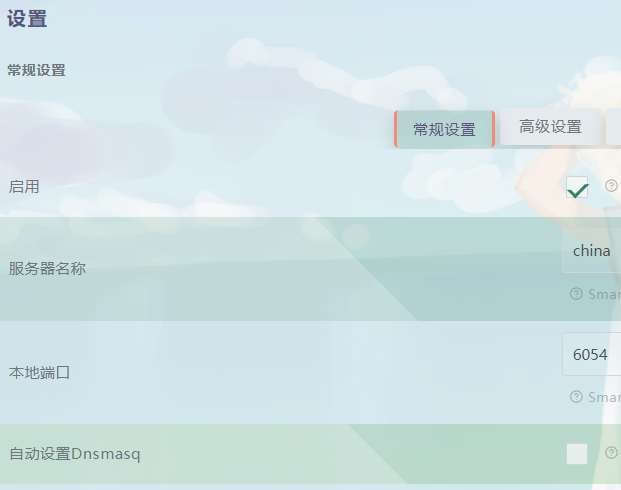 设置
常规设置
常规设置 高级设置
启用
服务器名称 china
Smar
本地端口 6054
Smar
自动设置Dnsmasq